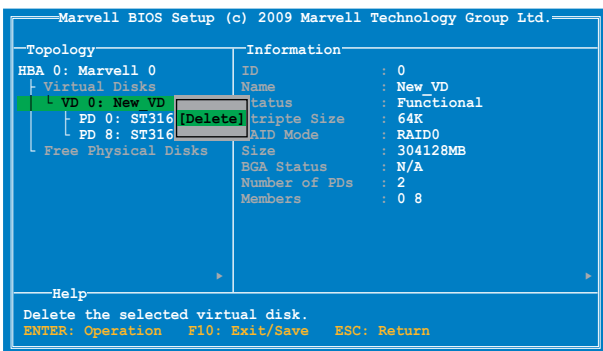 Marvell BIOS Setup (c) 2009 Marvell Technology Group Ltd.
Topology
HBA 0: Marvell 0
Virtual Disks
VD 0: New_VD
PD 0: ST316
PD 8: ST316
Free Physical Disks
[Delete]
Information
ID : 0
Name : New_VD
tatus : Functional
tripte Size : 64K
AID Mode : RAID0
Size : 304128MB
BGA Status : N/A
Number of PDs : 2
Members : 0 8
Help
Delete the selected virtual disk.
ENTER: Operation F10: Exit/Save ESC: Return